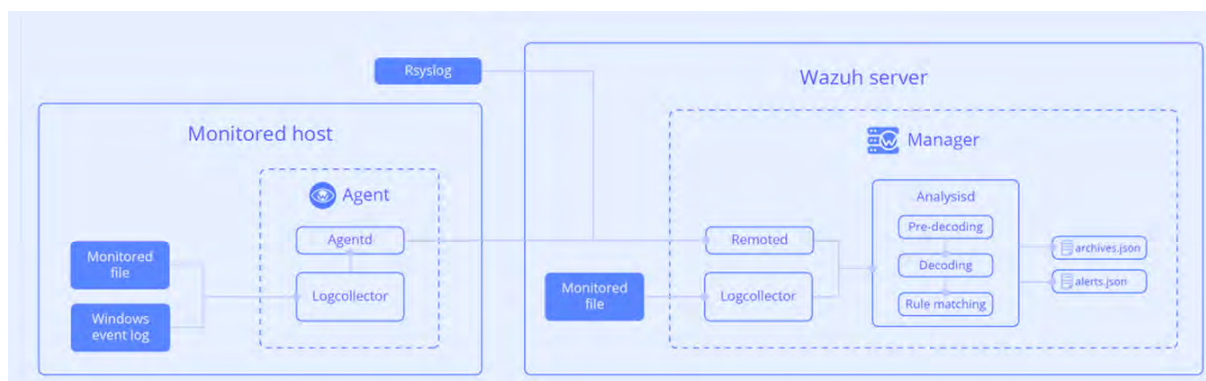 Rsyslog
Wazuh server
Monitored host
Manager
Agent
Analysisd
Pre-decoding
Agentd
Remoted
Monitored
file
archives.json
Decoding
Monitored
file
Logcollector
Logcollector
alerts.json
Windows
event log
Rule matching